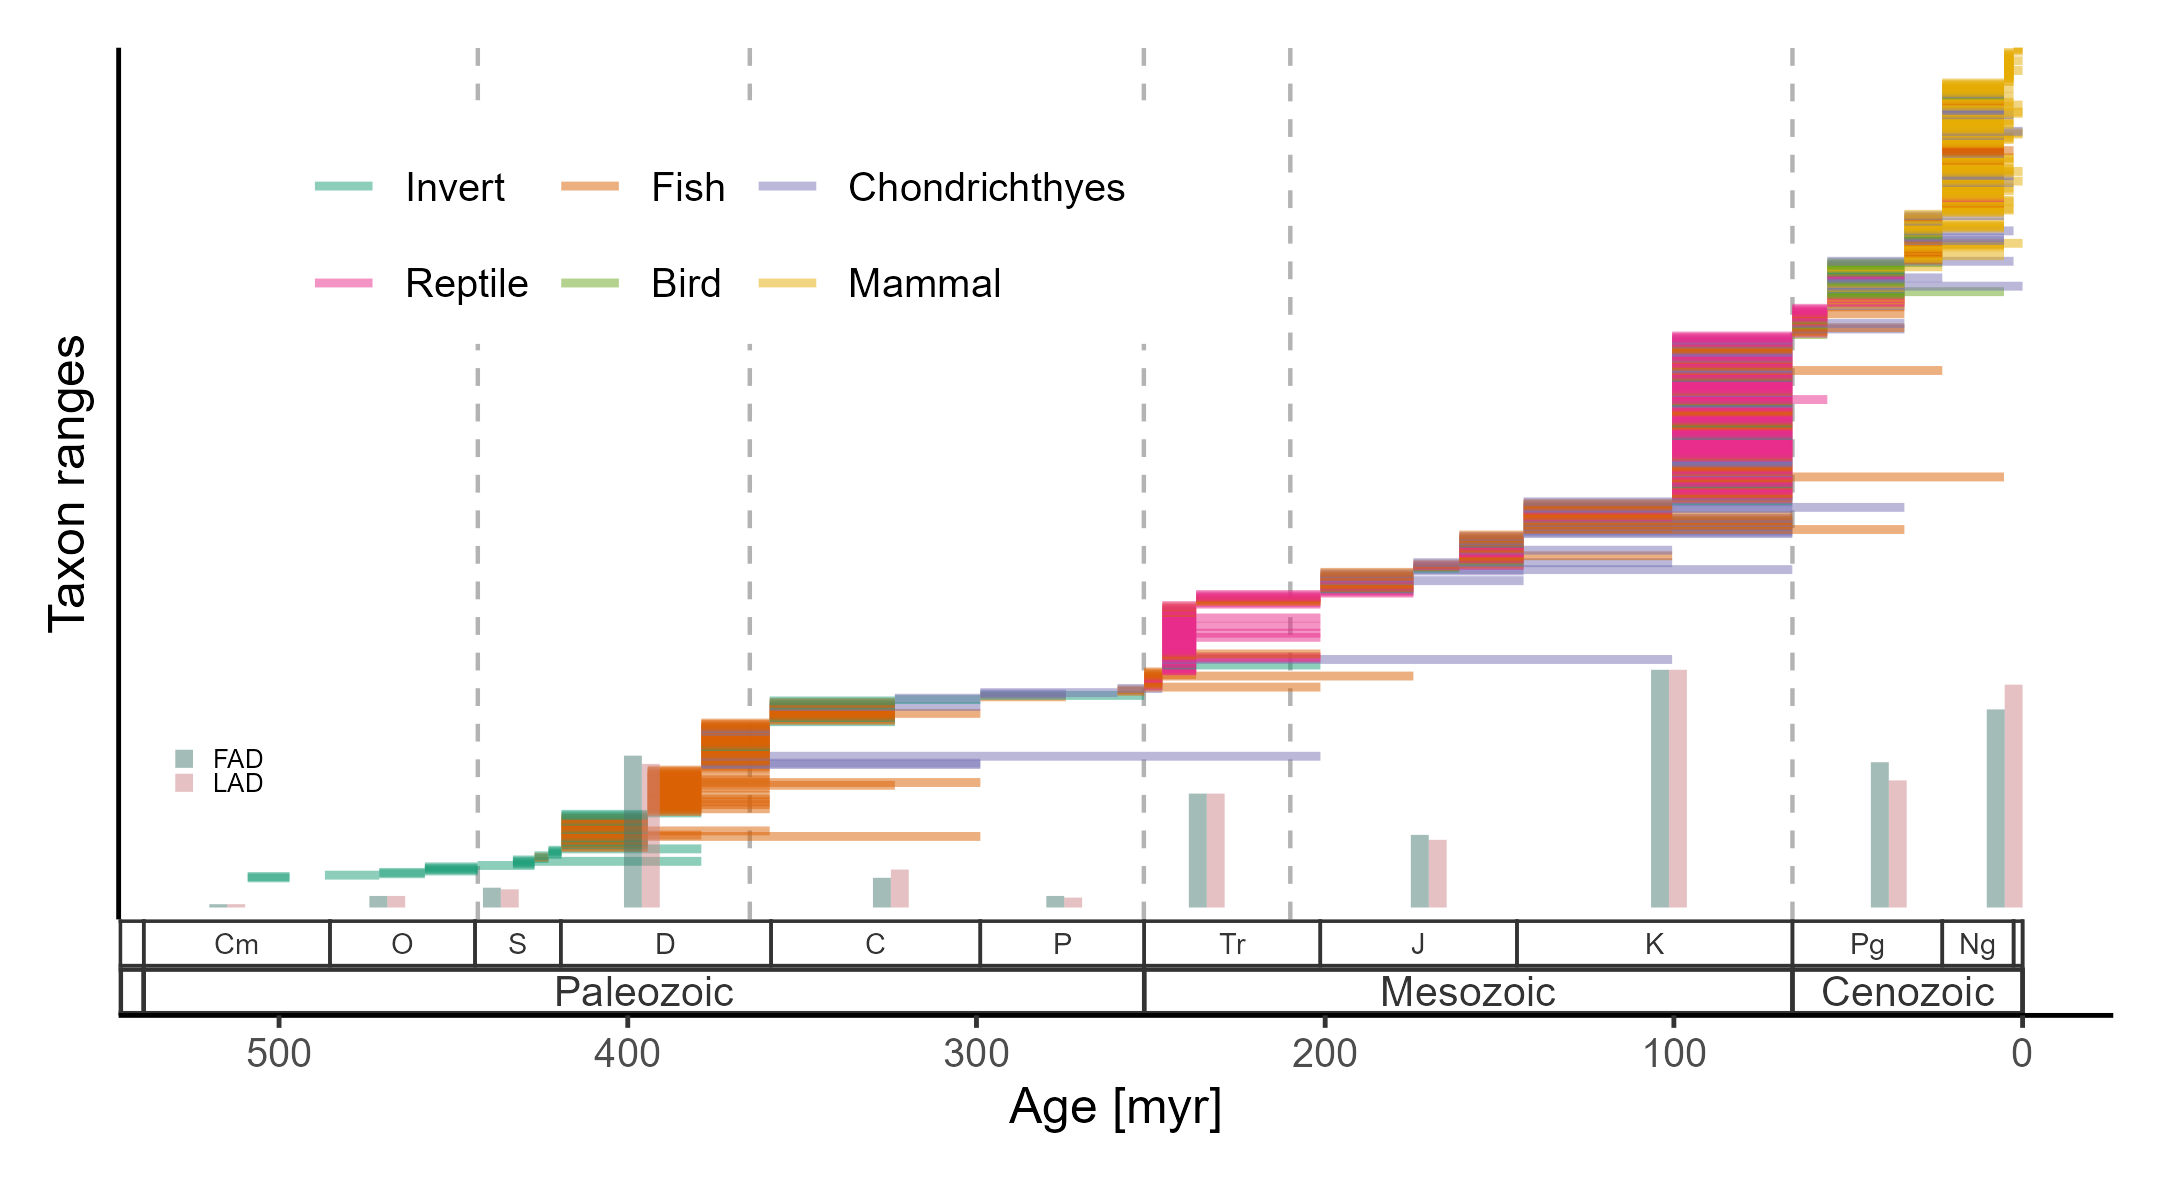 Taxon ranges
Invert Fish Chondrichthyes
Reptile Bird Mammal
FAD
LAD
Cm O S D C P Tr J K Pg Ng
Paleozoic Mesozoic Cenozoic
500 400 300 200 100 0
Age [myr]